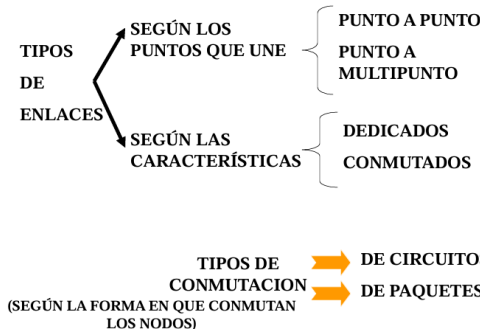 TIPOS
DE
ENLACES
SEGÚN LOS
PUNTOS QUE UNE
PUNTO A PUNTO
PUNTO A
MULTIPUNTO
SEGÚN LAS
CARACTERÍSTICAS
DEDICADOS
CONMUTADOS
TIPOS DE
CONMUTACION
(SEGÚN LA FORMA EN QUE CONMUTAN
LOS NODOS)
DE CIRCUITO
DE PAQUETES